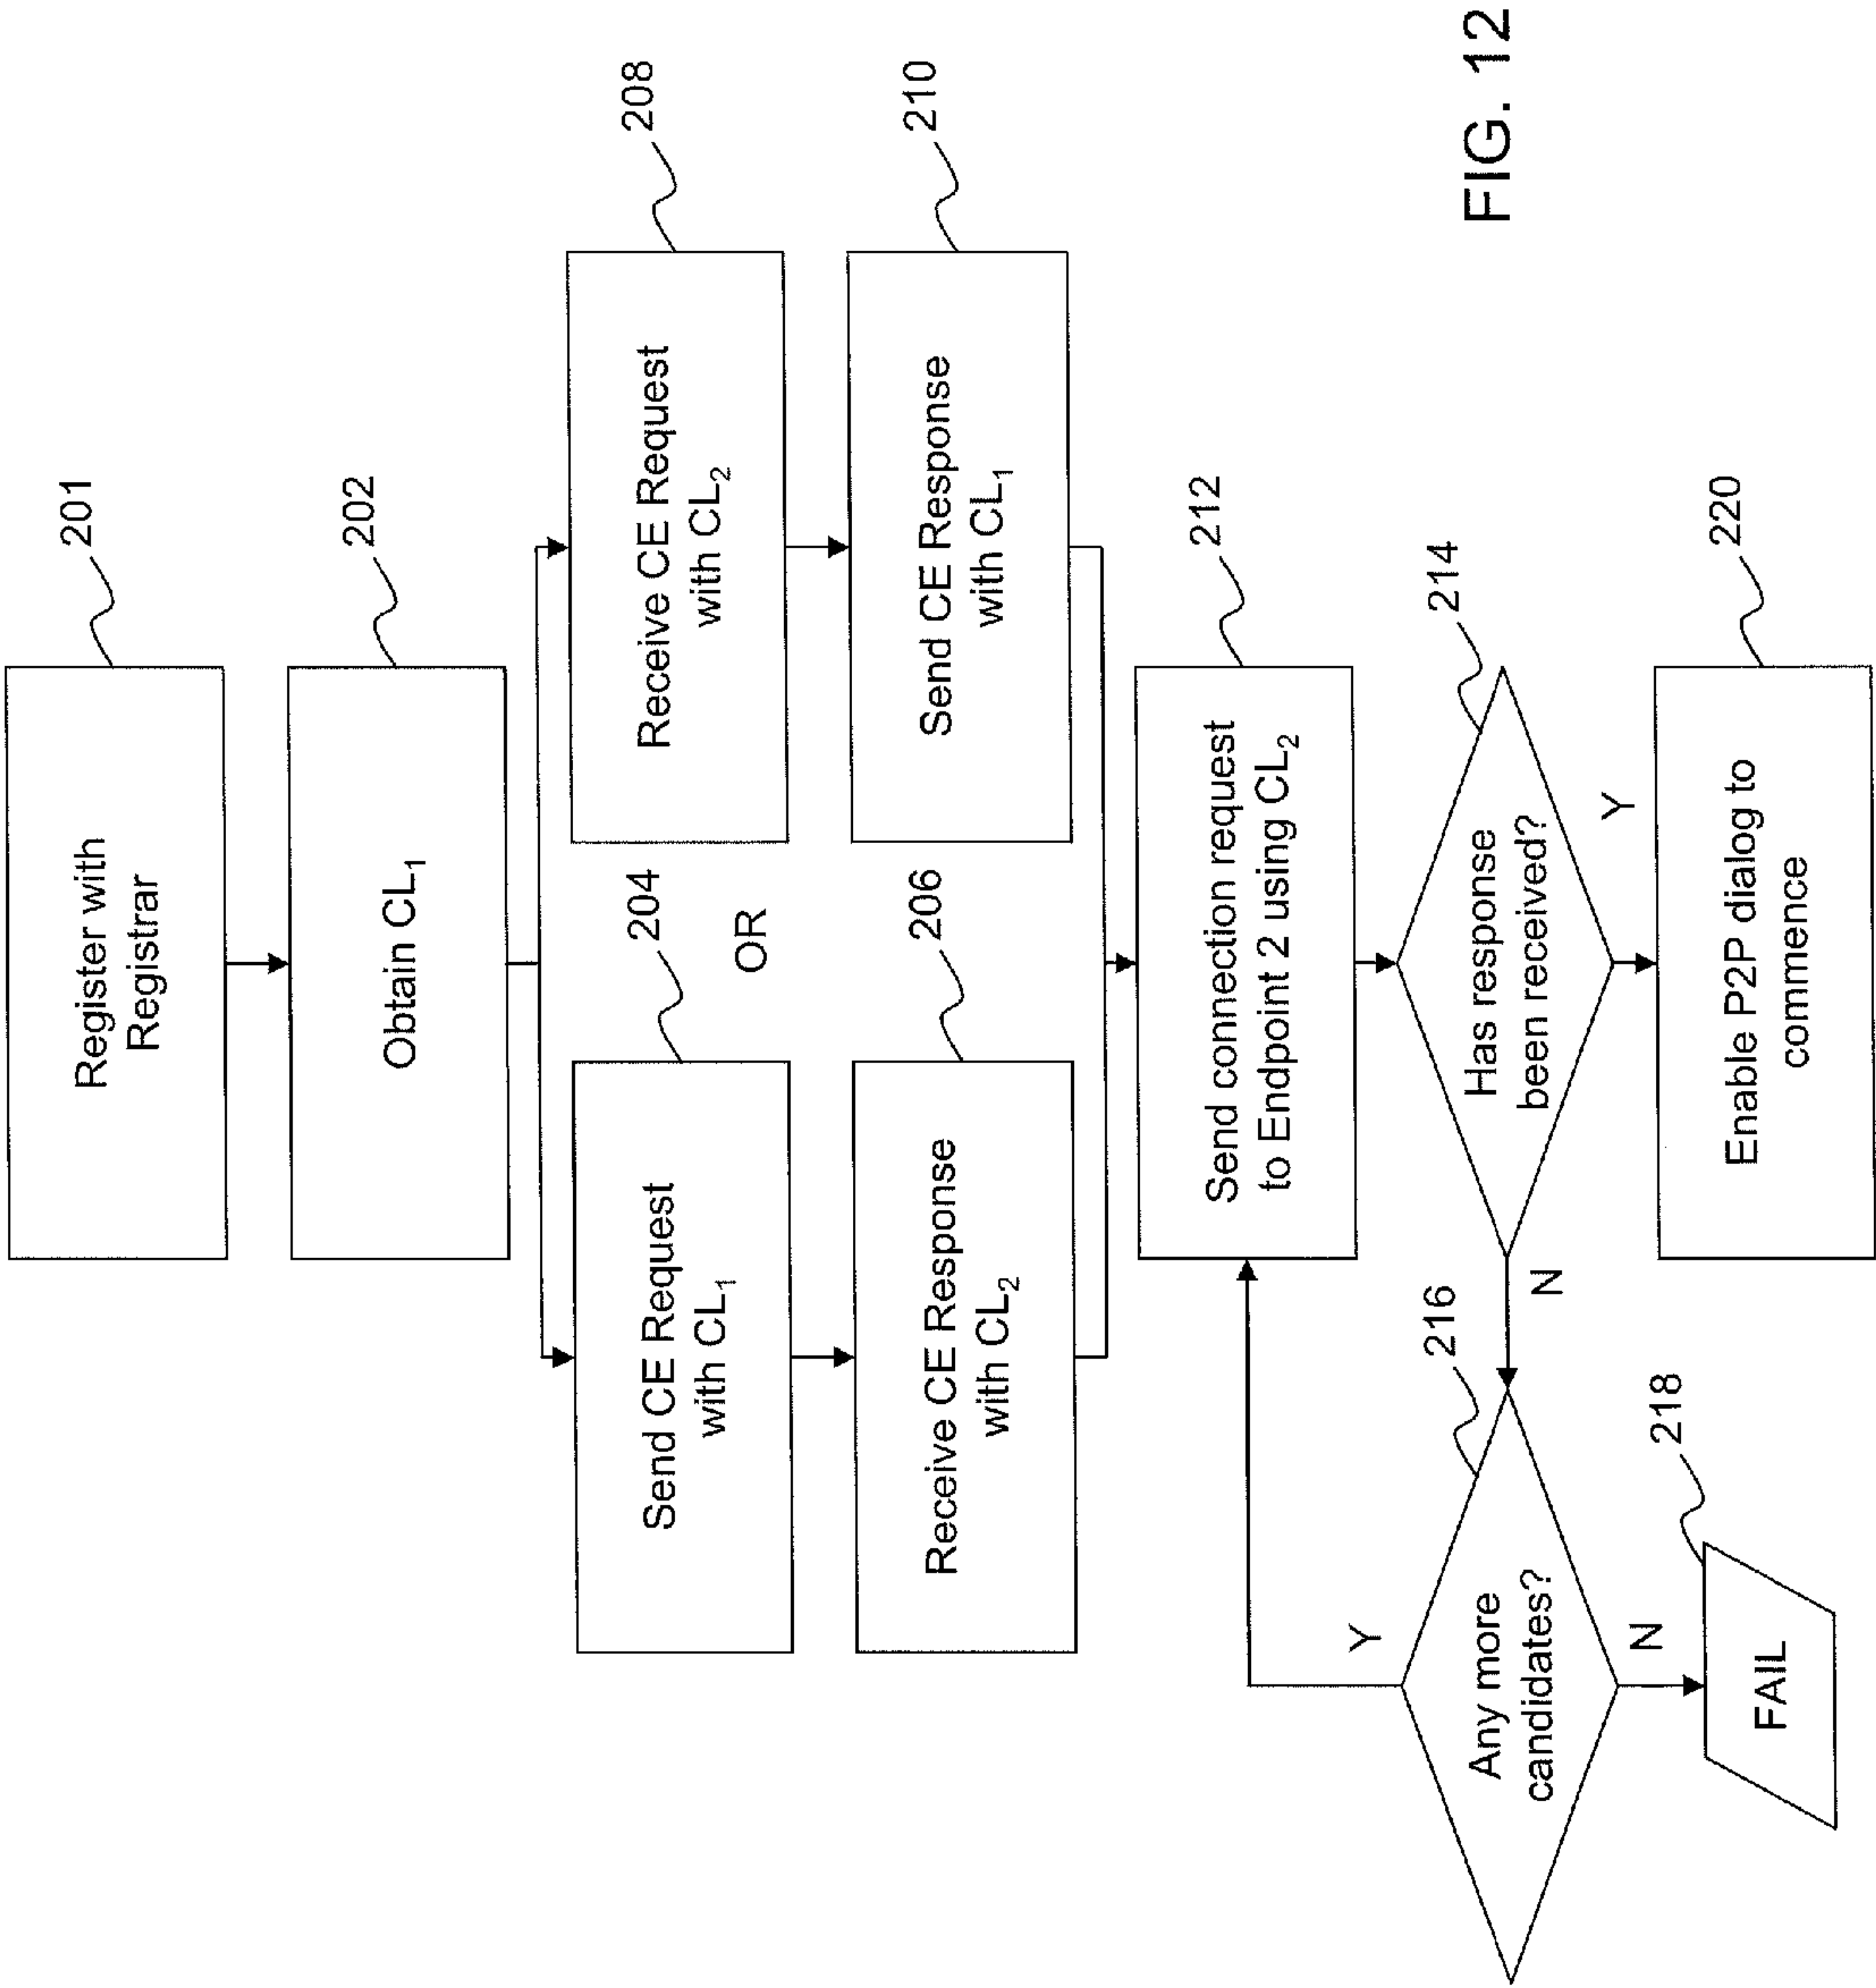 Register with
Registrar
201
Obtain CL₁
202
Send CE Request
with CL₁
204
OR
Receive CE Request
with CL₂
208
Receive CE Response
with CL₂
206
Send CE Response
with CL₁
210
Send connection request
to Endpoint 2 using CL₂
212
Has response
been received?
214
N
Y
Any more
candidates?
216
Y
N
FAIL
218
Enable P2P dialog to
commence
220
FIG. 12